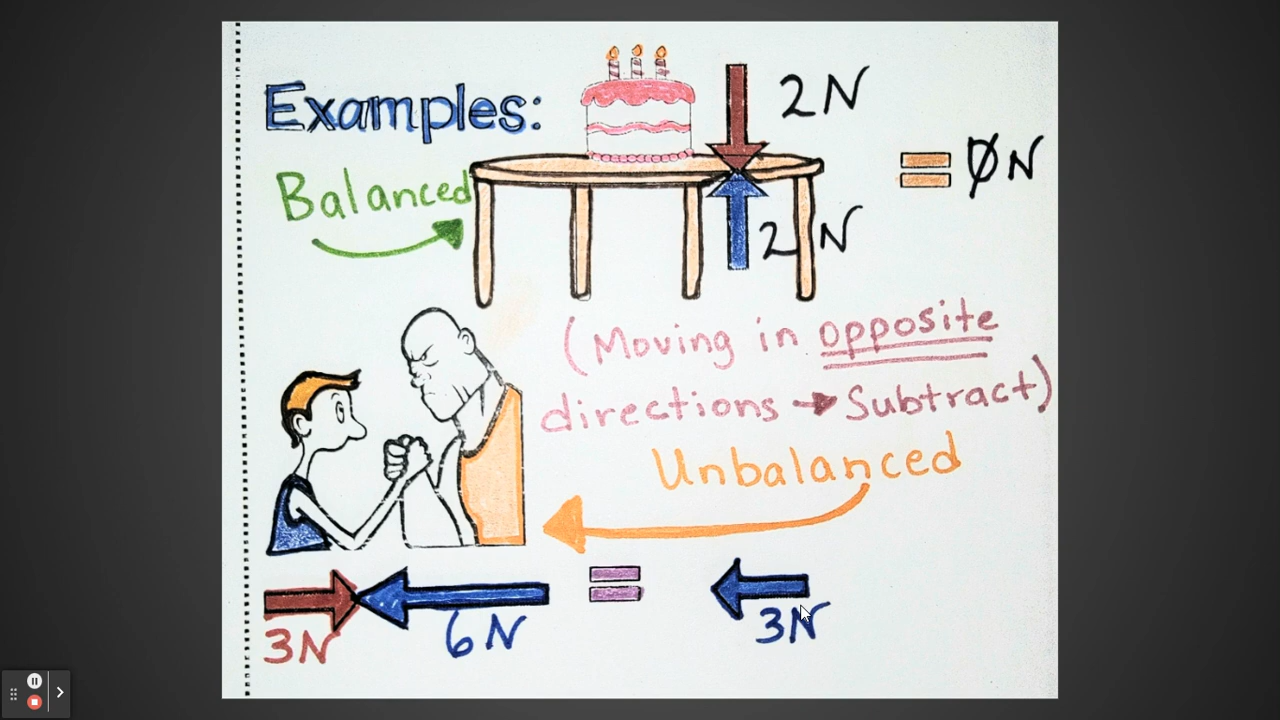 Examples:
2N
= ØN
Balanced
2N
(Moving in opposite
directions → Subtract)
Unbalanced
3N
6N
=
3N